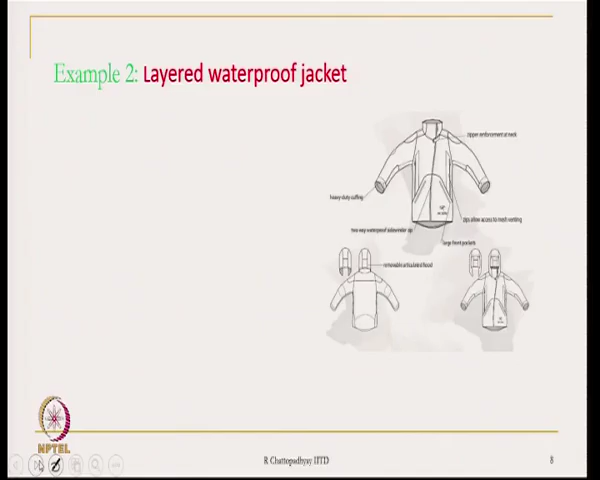 Example 2: Layered waterproof jacket
zipper enforcement at neck
heavy duty cuffing
zips allow access to mesh venting
two way waterproof sidewinder zip
large front pockets
removable articulated hood
NPTEL
R Chattopadhyay IITD
8